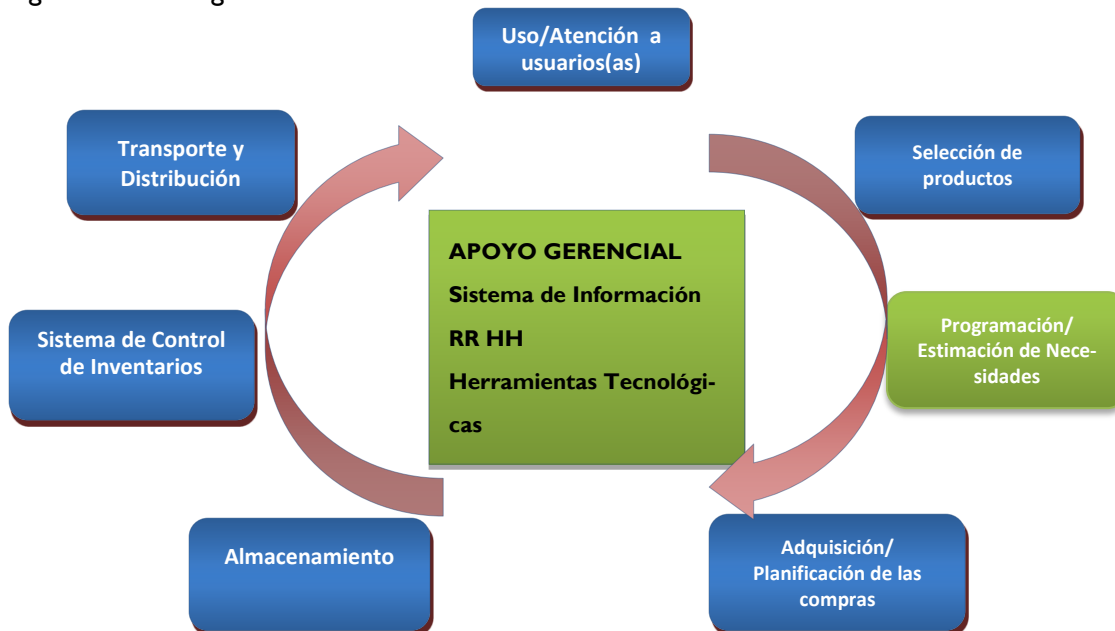 Uso/Atención a
usuarios(as)
Transporte y
Distribución
Selección de
productos
APOYO GERENCIAL
Sistema de Información
RR HH
Herramientas Tecnológi-
cas
Sistema de Control
de Inventarios
Programación/
Estimación de Nece-
sidades
Almacenamiento
Adquisición/
Planificación de las
compras